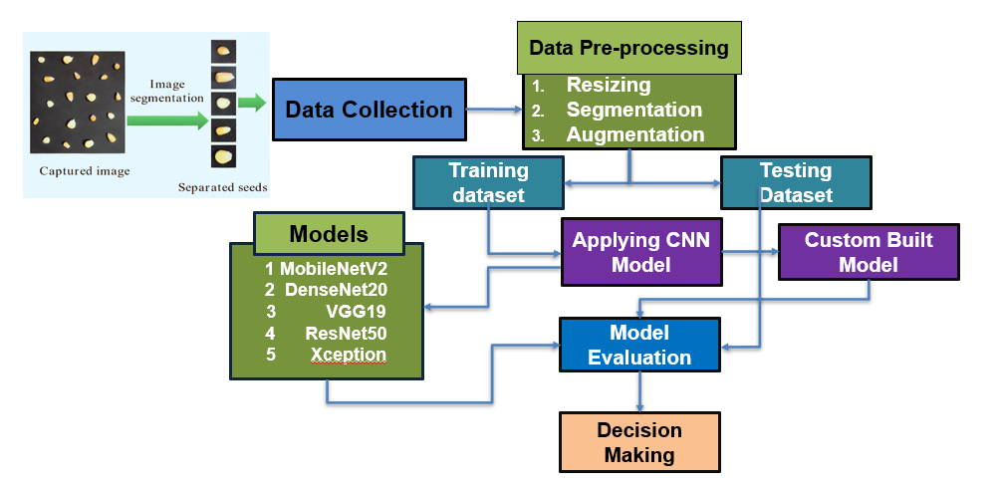 Image
segmentation
Captured image
Separated seeds
Data Collection
Data Pre-processing
1. Resizing
2. Segmentation
3. Augmentation
Training
dataset
Testing
Dataset
Models
1 MobileNetV2
2 DenseNet20
3 VGG19
4 ResNet50
5 Xception
Applying CNN
Model
Custom Built
Model
Model
Evaluation
Decision
Making